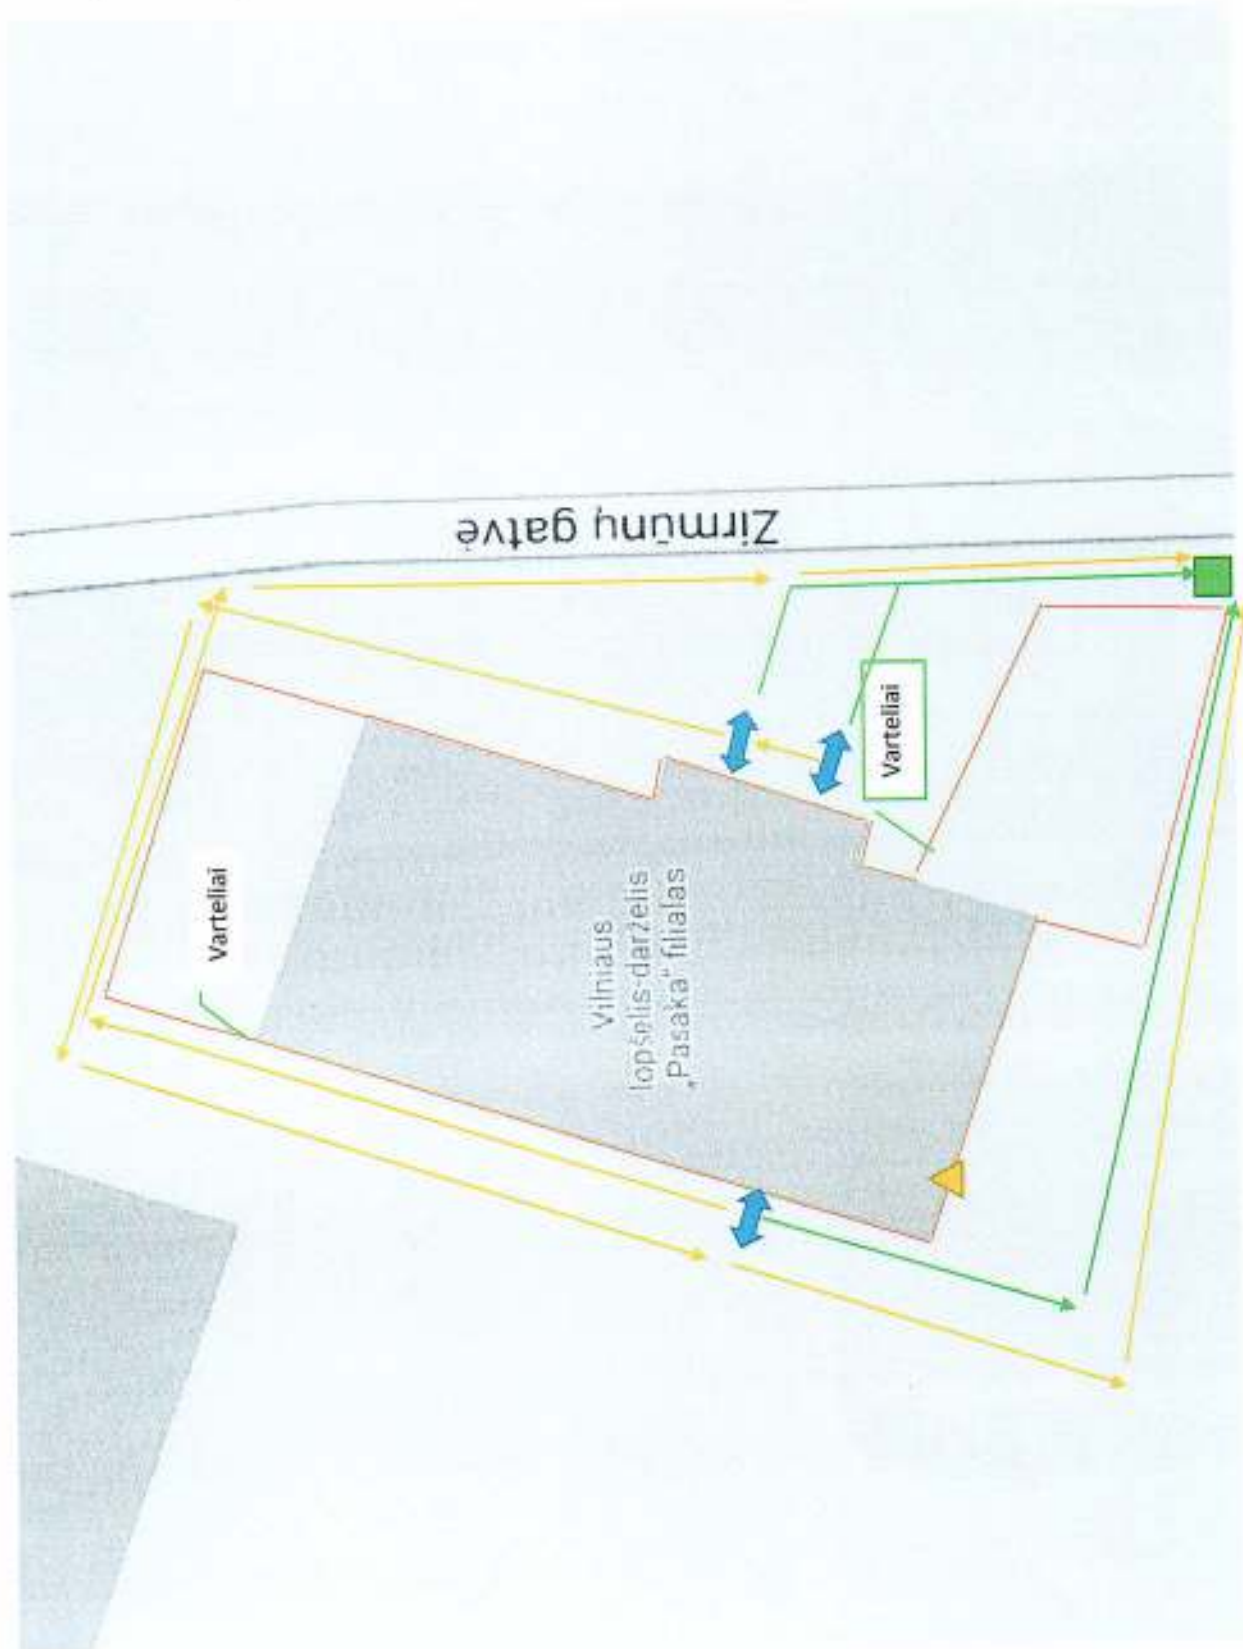 Žirmūnų gatvė
Varteliai
Varteliai
Vilniaus
lopšelis-darželis
„Pasaka“ filialas